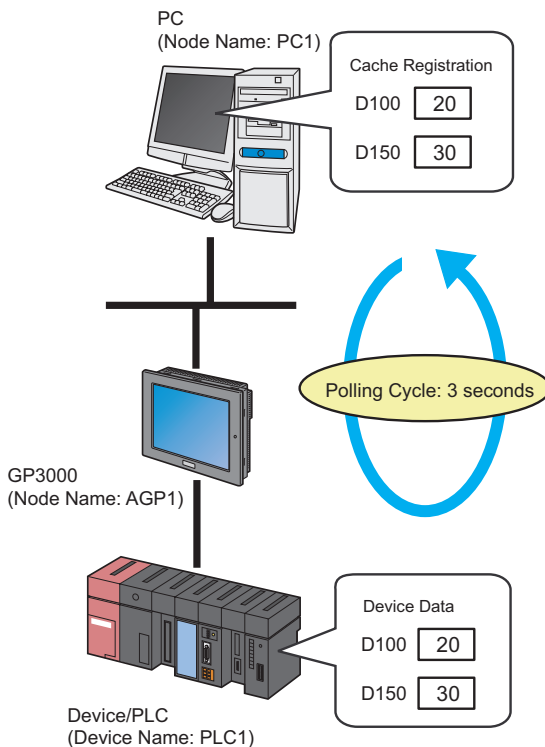 PC
(Node Name: PC1)
Cache Registration
D100 20
D150 30
Polling Cycle: 3 seconds
GP3000
(Node Name: AGP1)
Device Data
D100 20
D150 30
Device/PLC
(Device Name: PLC1)